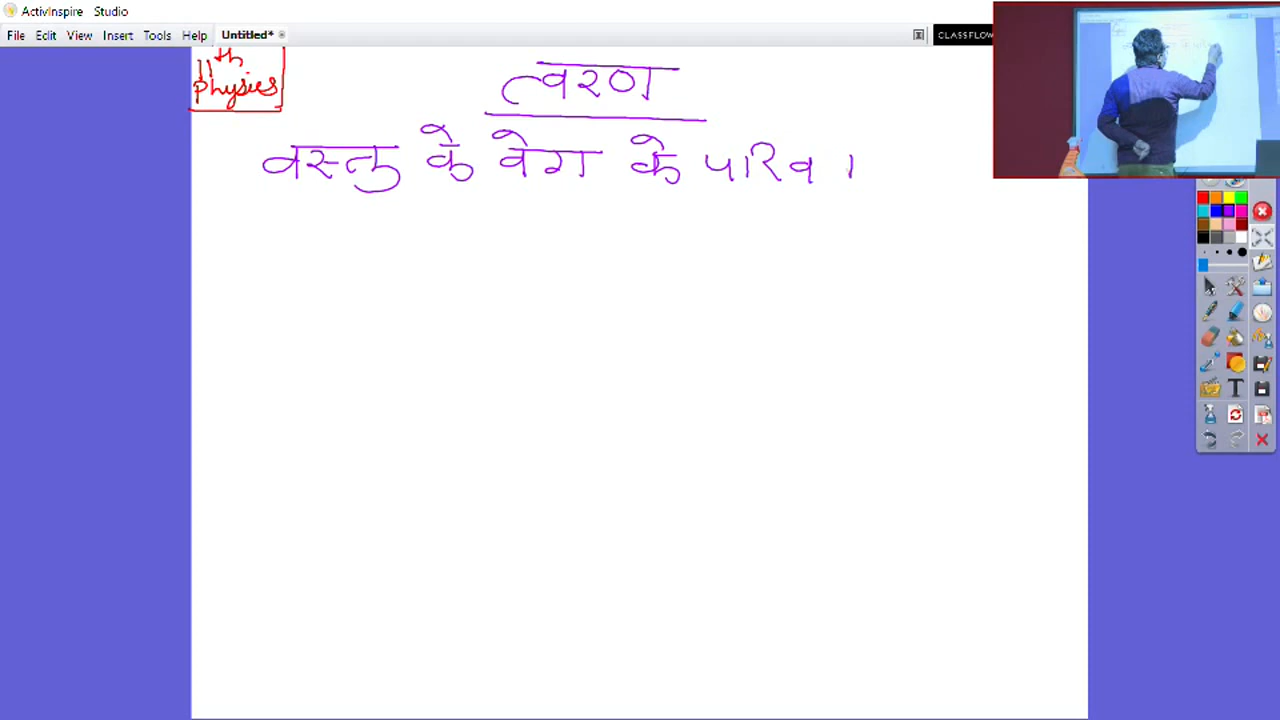 ActivInspire Studio
File Edit View Insert Tools Help Untitled*
CLASSFLOW
11th
physics
त्वरण
वस्तु के वेग के परिव